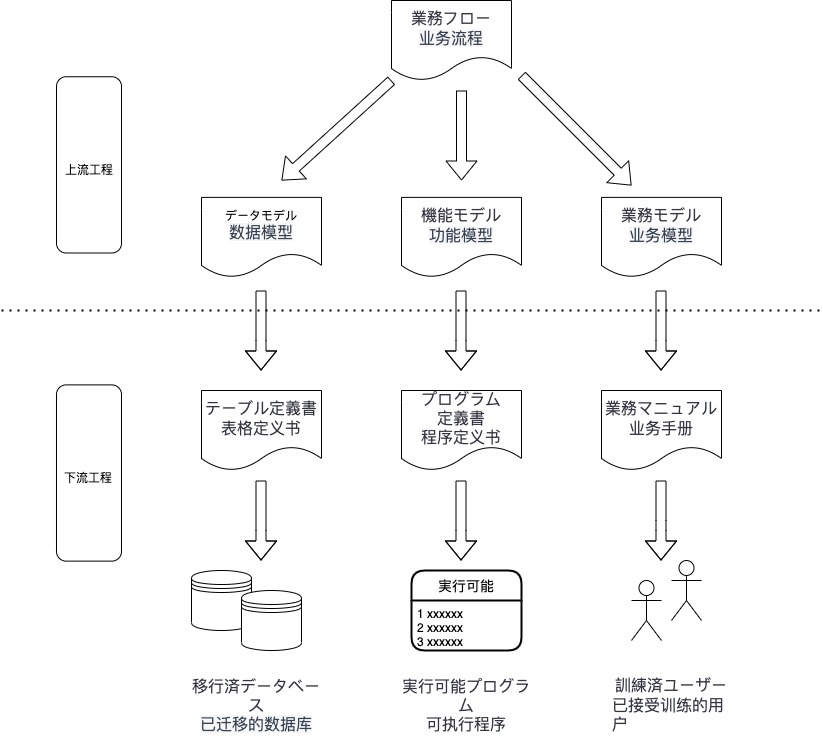 業務フロー
业务流程
上流工程
データモデル
数据模型
機能モデル
功能模型
業務モデル
业务模型
下流工程
テーブル定義書
表格定义书
プログラム
定義書
程序定义书
業務マニュアル
业务手册
実行可能
1 xxxxxx
2 xxxxxx
3 xxxxxx
移行済データベー
ス
已迁移的数据库
実行可能プログラ
ム
可执行程序
訓練済ユーザー
已接受训练的用
户